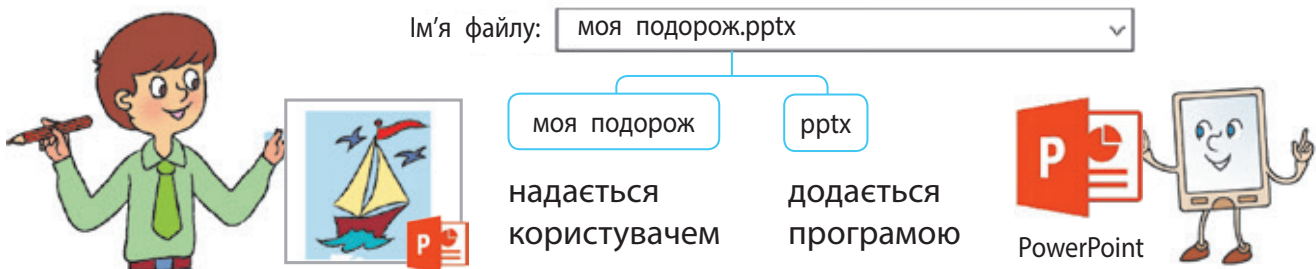 Ім’я файлу: моя подорож.pptx
моя подорож
pptx
надається
користувачем
додається
програмою
P
P
PowerPoint